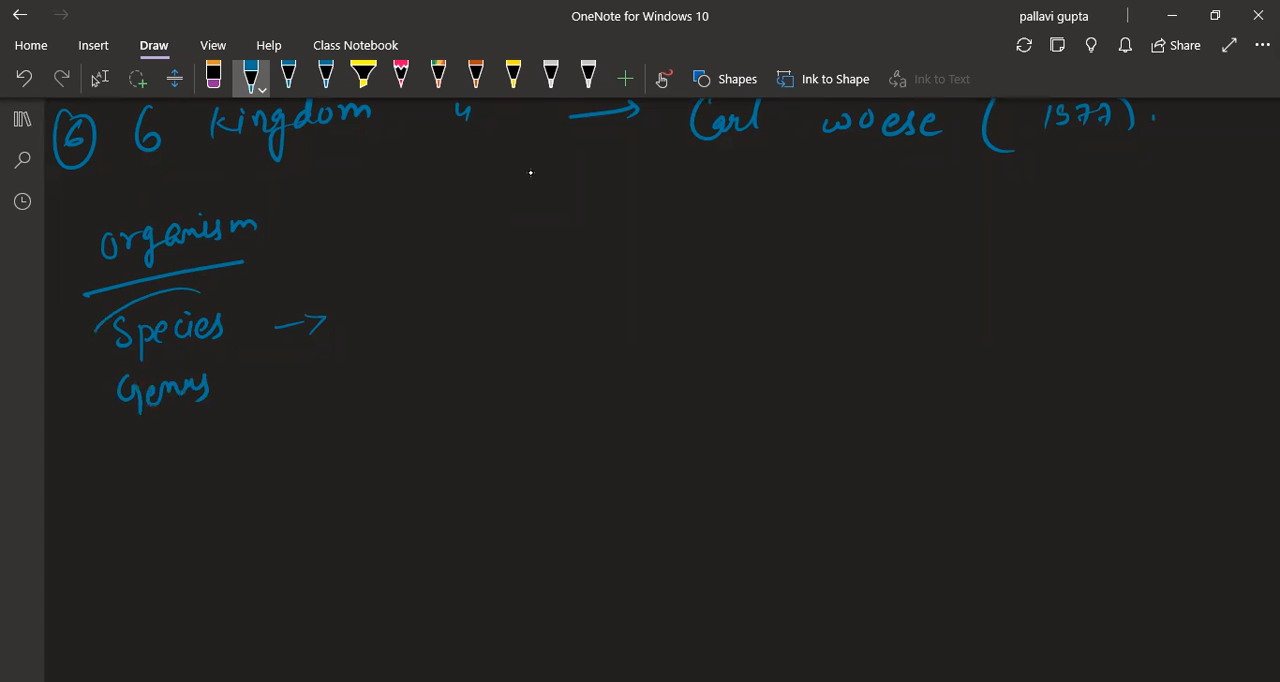 OneNote for Windows 10
pallavi gupta
Home Insert Draw View Help Class Notebook
Share
Shapes Ink to Shape Ink to Text
6 6 kingdom " → Carl woese (1977).
organism
Species →
Genus